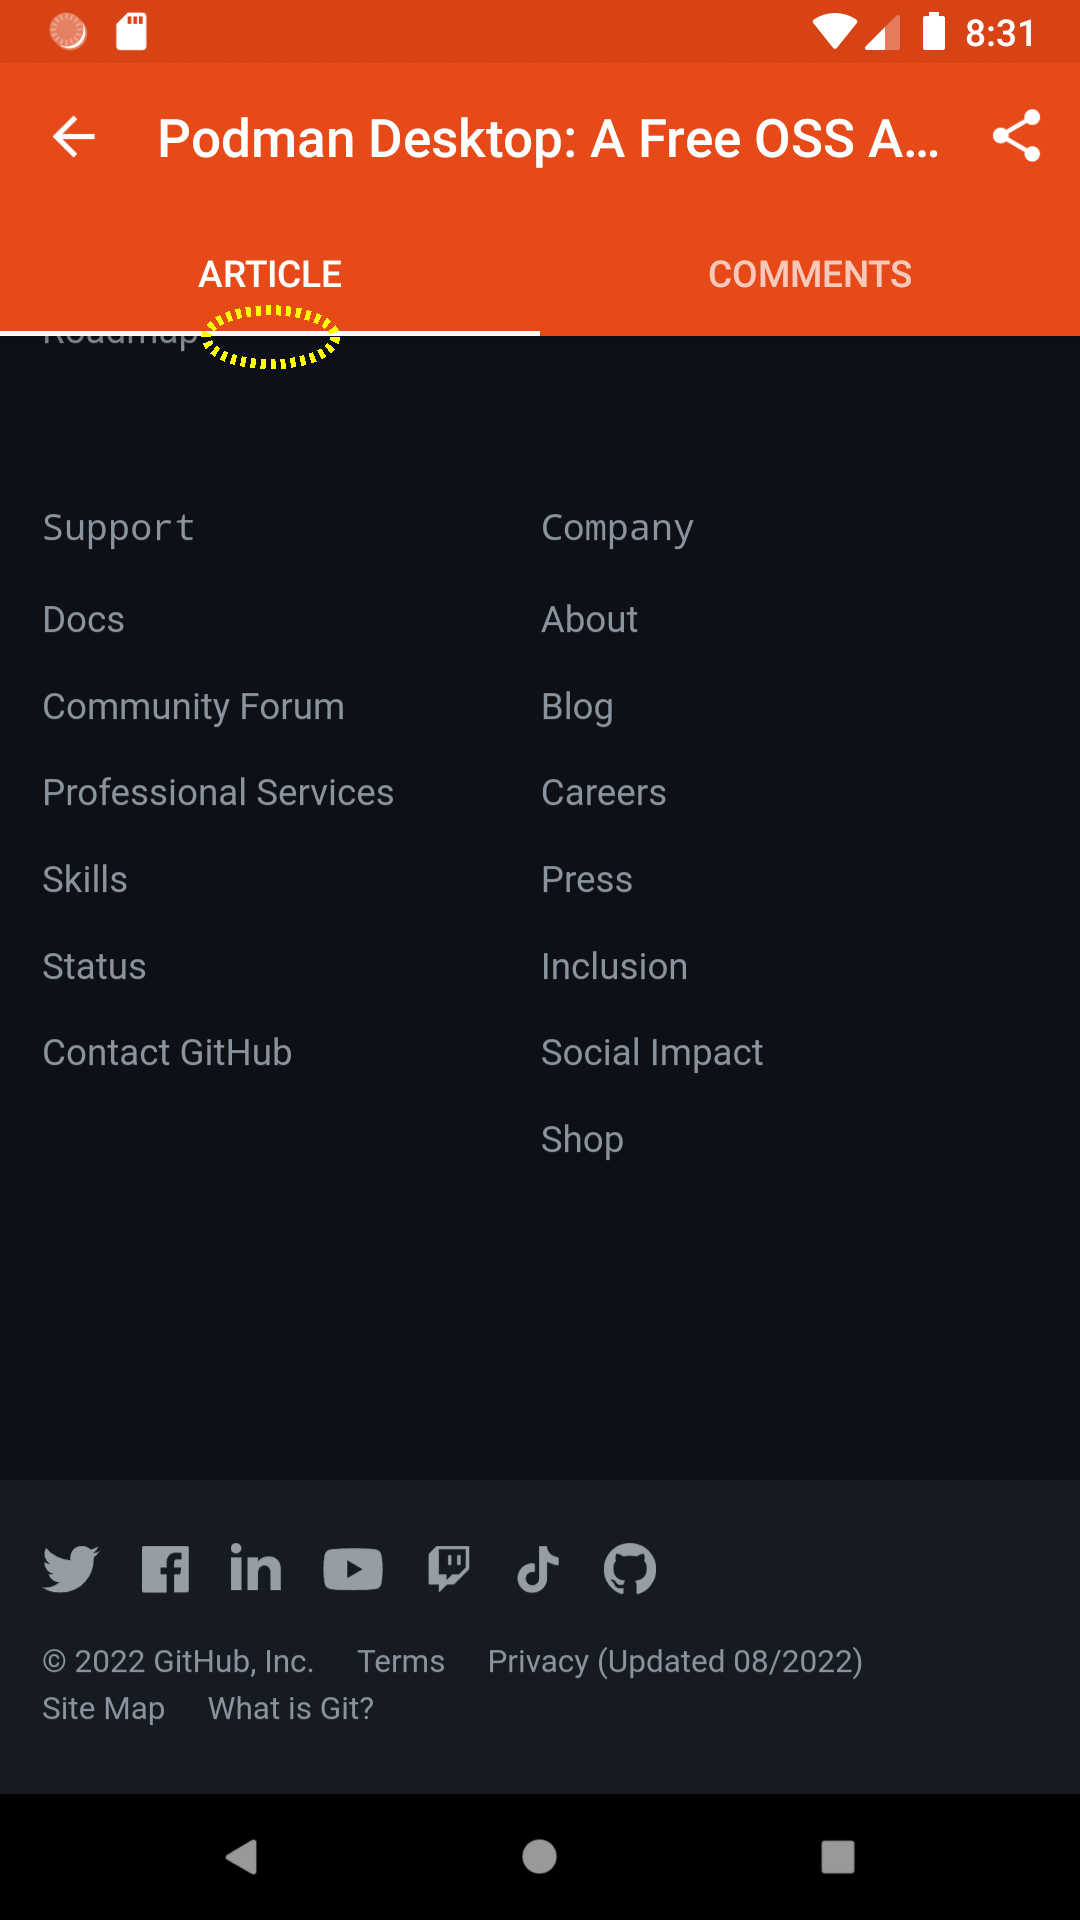 8:31
Podman Desktop: A Free OSS A...
ARTICLE
COMMENTS
Roadmap
Support
Company
Docs
About
Community Forum
Blog
Professional Services
Careers
Skills
Press
Status
Inclusion
Contact GitHub
Social Impact
Shop
© 2022 GitHub, Inc. Terms Privacy (Updated 08/2022)
Site Map What is Git?